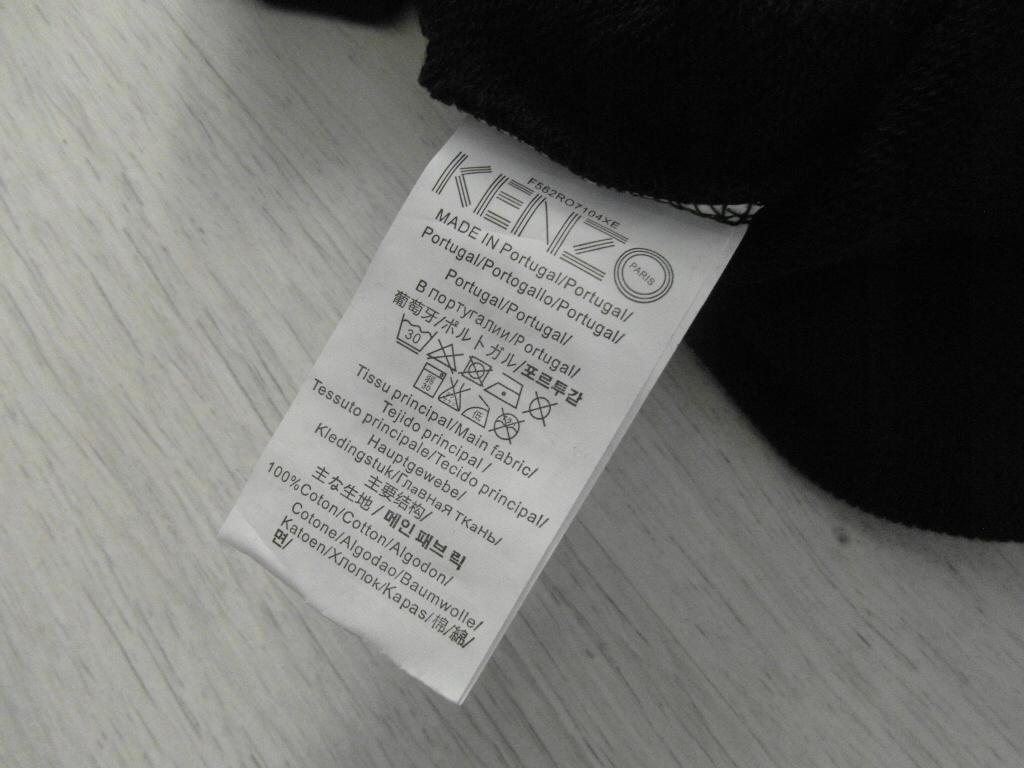 F562RO7104XE
KENZO
PARIS
MADE IN Portugal/Portugal/
Portugal/Portogallo/Portugal/
Portugal/Portugal/
В португалии/Portugal/
葡萄牙/ポルトガル/포르투갈
30
Tissu principal/Main fabric/
Tejido principal /
Tessuto principale/Tecido principal/
Hauptgewebe/
Kledingstuk/Главная ткань/
主要结构/
主な生地 / 메인 패브릭
100%Coton/Cotton/Algodon/
Cotone/Algodao/Baumwolle/
Katoen/Хлопок/Kapas/棉/綿/
면/